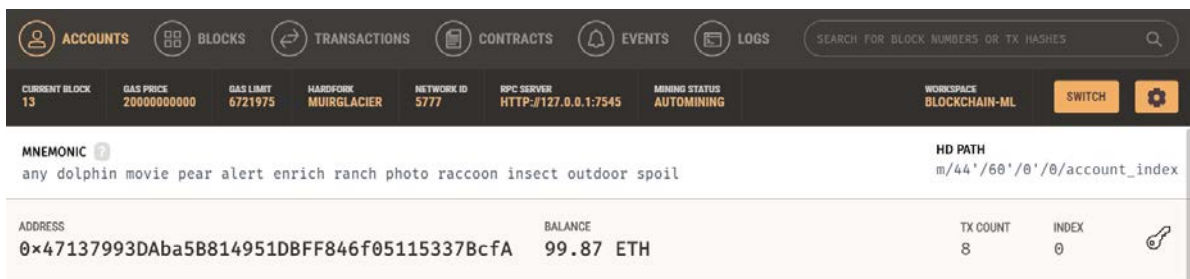 ACCOUNTS BLOCKS TRANSACTIONS CONTRACTS EVENTS LOGS SEARCH FOR BLOCK NUMBERS OR TX HASHES
CURRENT BLOCK GAS PRICE GAS LIMIT HARDFORK NETWORK ID RPC SERVER MINING STATUS WORKSPACE
13 20000000000 6721975 MUIRGLACIER 5777 HTTP://127.0.0.1:7545 AUTOMINING BLOCKCHAIN-ML SWITCH
MNEMONIC ? HD PATH
any dolphin movie pear alert enrich ranch photo raccoon insect outdoor spoil m/44'/60'/0'/0/account_index
ADDRESS BALANCE TX COUNT INDEX
0×47137993DAba5B814951DBFF846f05115337BcfA 99.87 ETH 8 0